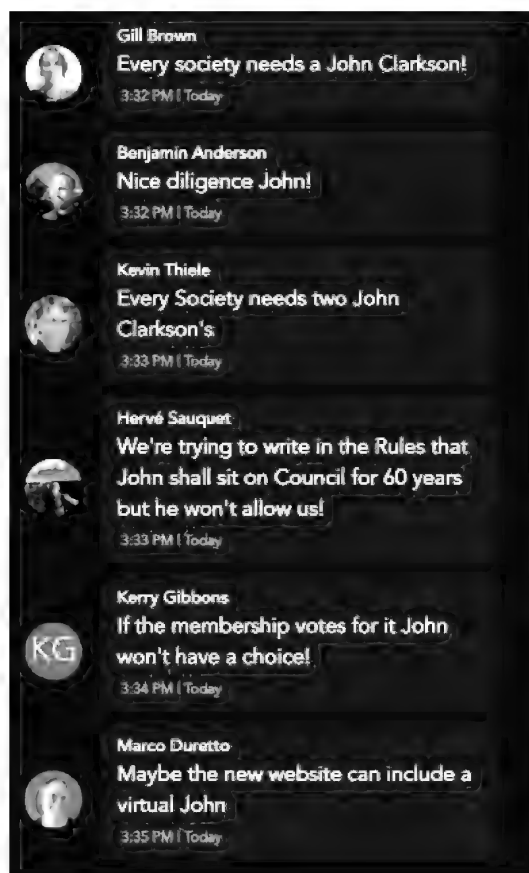 Gill Brown
Every society needs a John Clarkson!
3:32 PM | Today
Benjamin Anderson
Nice diligence John!
3:32 PM | Today
Kevin Thiele
Every Society needs two John
Clarkson's
3:33 PM | Today
Hervé Sauquet
We're trying to write in the Rules that
John shall sit on Council for 60 years
but he won't allow us!
3:33 PM | Today
KG
Kerry Gibbons
If the membership votes for it John
won't have a choice!
3:34 PM | Today
Marco Duretto
Maybe the new website can include a
virtual John
3:35 PM | Today